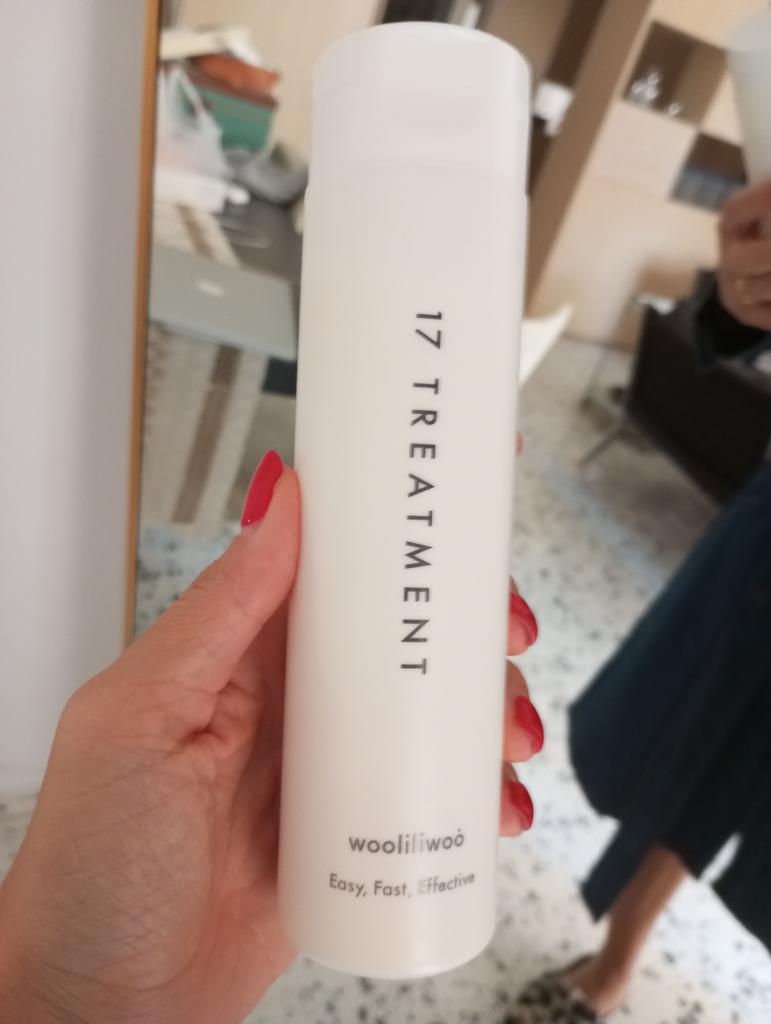 17 TREATMENT
wooliliwoo
Easy, Fast, Effective